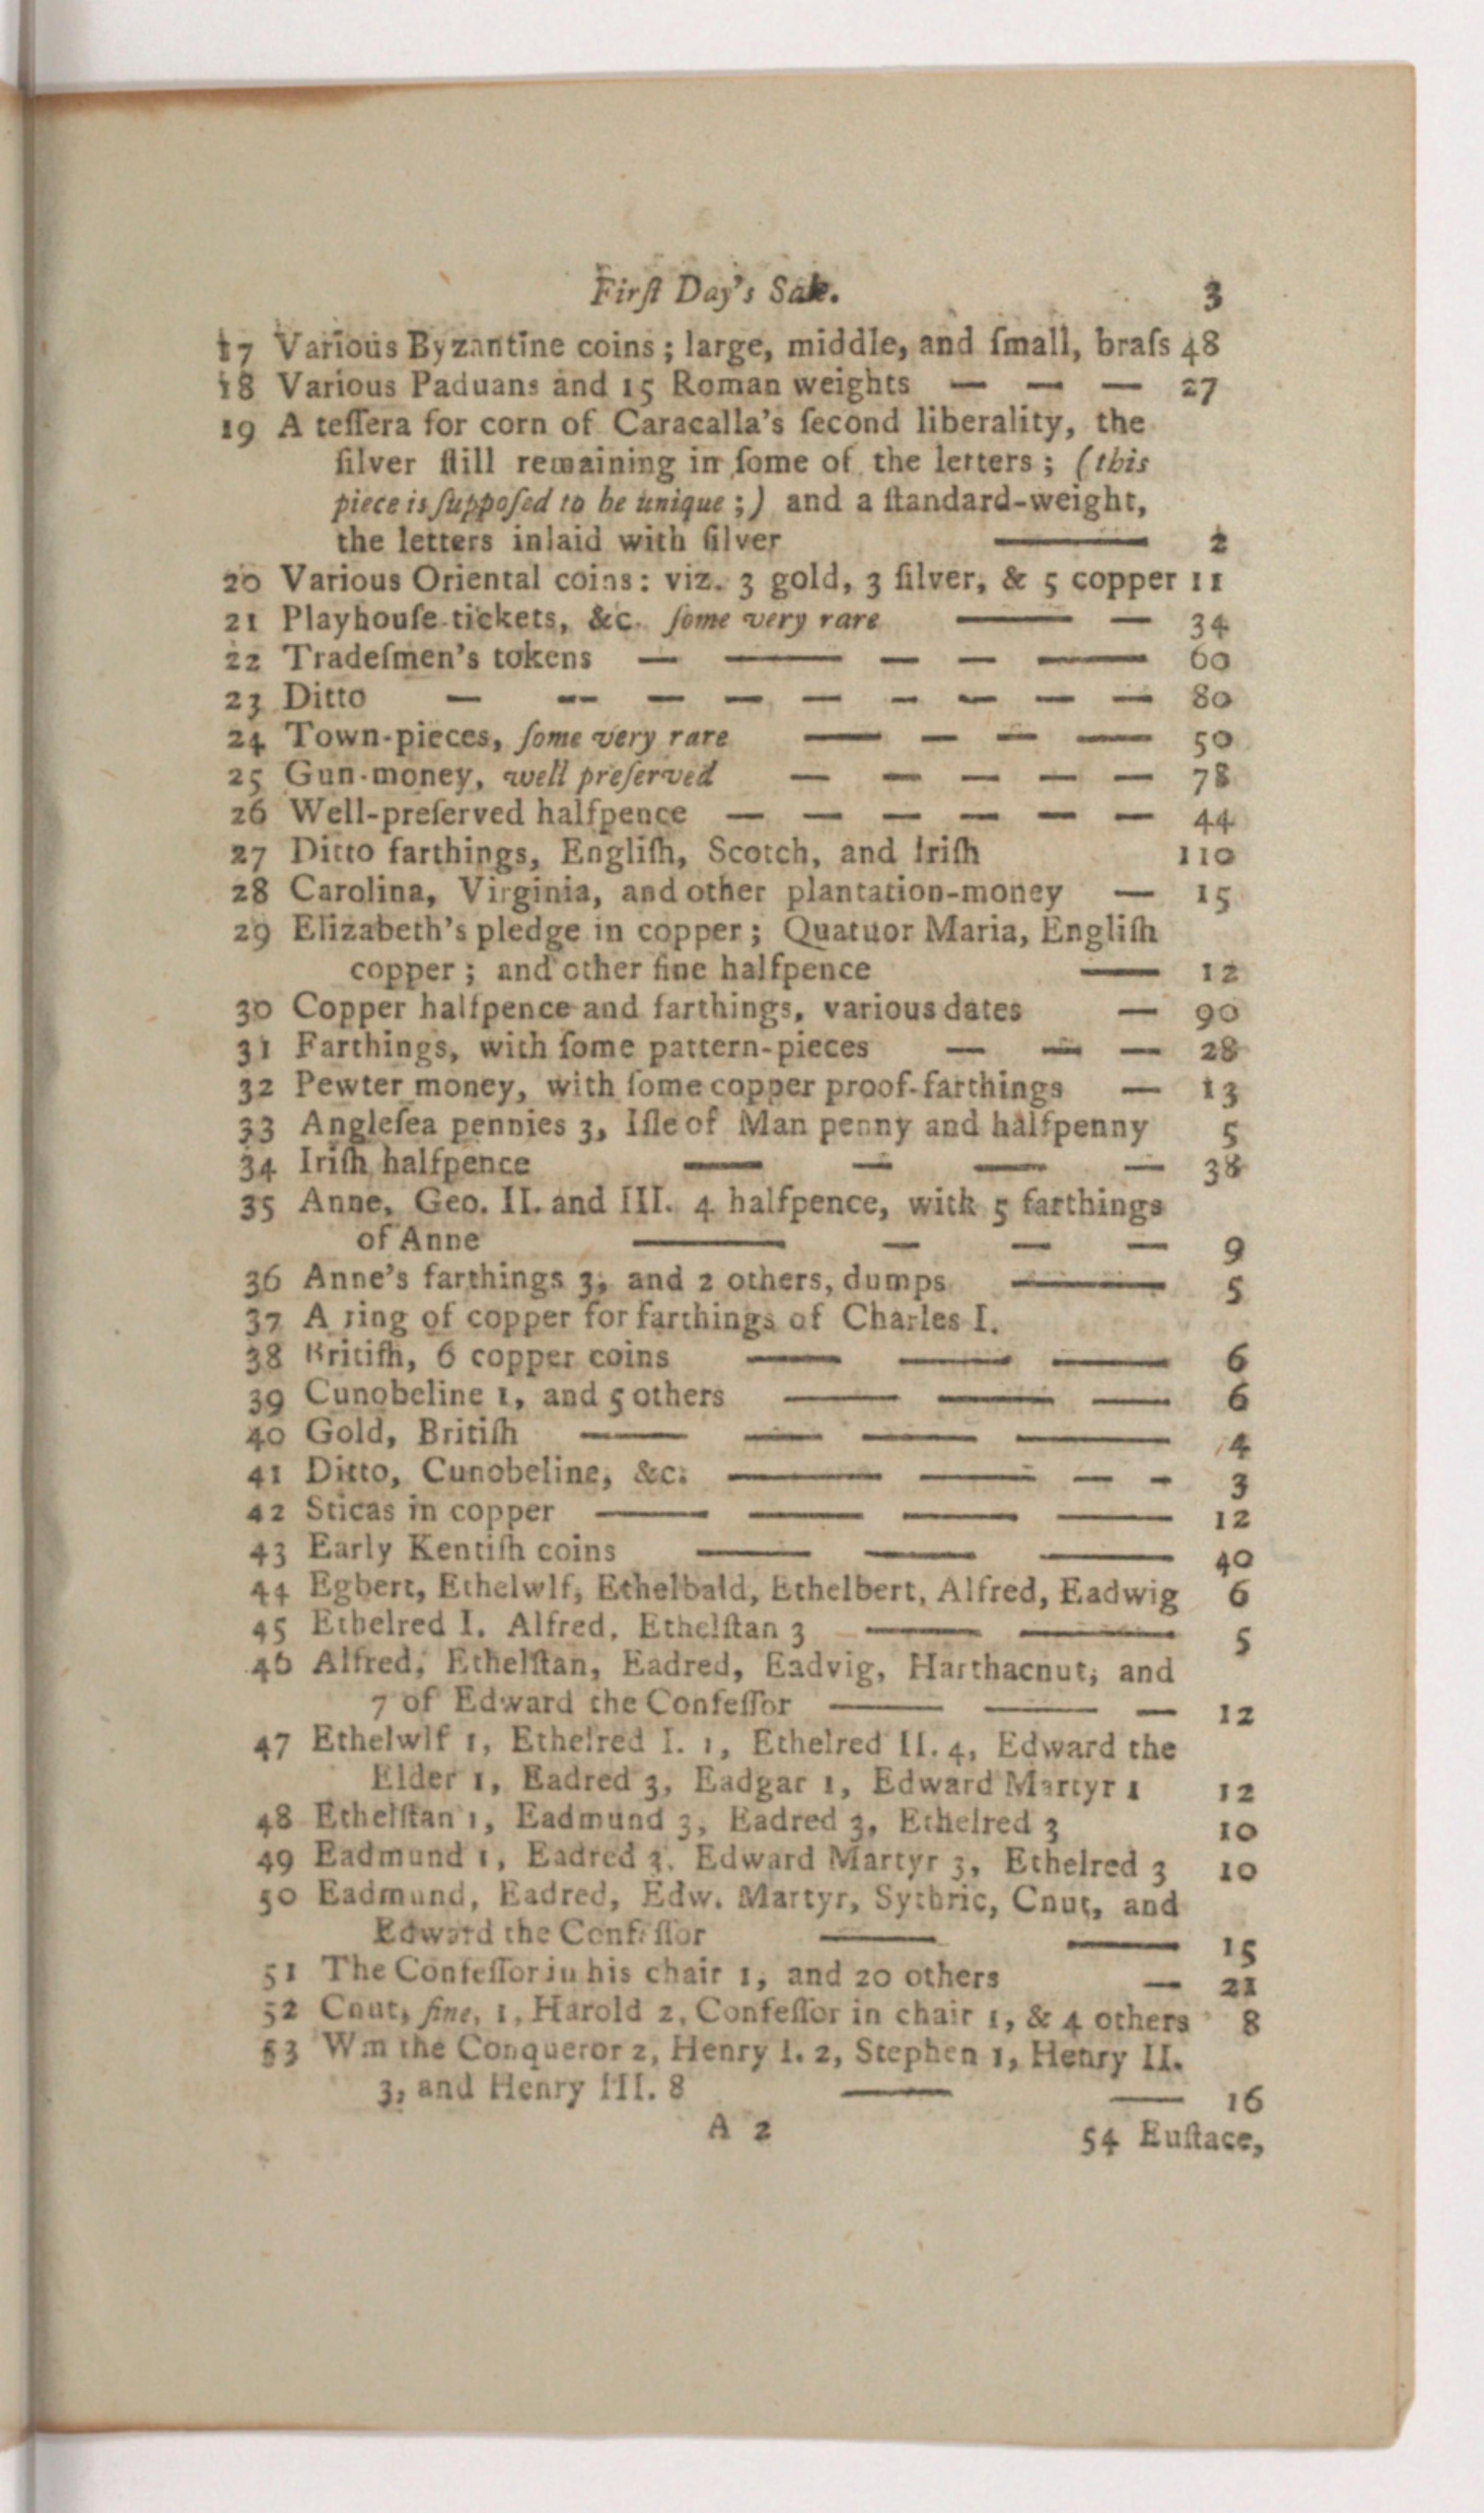 Firſt Day's Sale. 3
17 Various Byzantine coins; large, middle, and ſmall, braſs 48
18 Various Paduans and 15 Roman weights — — — 27
19 A teſſera for corn of Caracalla's ſecond liberality, the
ſilver ſtill remaining in ſome of the letters; (this
piece is ſuppoſed to be unique;) and a ſtandard-weight,
the letters inlaid with ſilver —— 2
20 Various Oriental coins: viz. 3 gold, 3 ſilver, & 5 copper 11
21 Playhouſe tickets, &c. ſome very rare —— — 34
22 Tradeſmen's tokens — —— — — —— 60
23 Ditto — — — — — — — — — 80
24 Town-pieces, ſome very rare —— — — —— 50
25 Gun-money, well preſerved — — — — — 78
26 Well-preſerved halfpence — — — — — — 44
27 Ditto farthings, Engliſh, Scotch, and Iriſh 110
28 Carolina, Virginia, and other plantation-money — 15
29 Elizabeth's pledge in copper; Quatuor Maria, Engliſh
copper; and other fine halfpence —— 12
30 Copper halfpence and farthings, various dates — 90
31 Farthings, with ſome pattern-pieces — — — 28
32 Pewter money, with ſome copper proof-farthings — 13
33 Angleſea pennies 3, Iſle of Man penny and halfpenny 5
34 Iriſh halfpence —— — —— — 38
35 Anne, Geo. II. and III. 4 halfpence, with 5 farthings
of Anne —— — — — 9
36 Anne's farthings 3, and 2 others, dumps —— 5
37 A ring of copper for farthings of Charles I.
38 Britiſh, 6 copper coins —— —— —— 6
39 Cunobeline 1, and 5 others —— —— —— 6
40 Gold, Britiſh —— —— —— —— 4
41 Ditto, Cunobeline, &c. —— —— — - 3
42 Sticas in copper —— —— —— —— 12
43 Early Kentiſh coins —— —— —— 40
44 Egbert, Ethelwlf, Ethelbald, Ethelbert, Alfred, Eadwig 6
45 Ethelred I. Alfred, Ethelſtan 3 —— —— 5
46 Alfred, Ethelſtan, Eadred, Eadvig, Harthacnut, and
7 of Edward the Confeſſor —— —— — 12
47 Ethelwlf 1, Ethelred I. 1, Ethelred II. 4, Edward the
Elder 1, Eadred 3, Eadgar 1, Edward Martyr 1 12
48 Ethelſtan 1, Eadmund 3, Eadred 3, Ethelred 3 10
49 Eadmund 1, Eadred 3, Edward Martyr 3, Ethelred 3 10
50 Eadmund, Eadred, Edw. Martyr, Sythric, Cnut, and
Edward the Confeſſor —— —— 15
51 The Confeſſor in his chair 1, and 20 others — 21
52 Cnut, fine, 1, Harold 2, Confeſſor in chair 1, & 4 others 8
53 Wm the Conqueror 2, Henry I. 2, Stephen 1, Henry II.
3, and Henry III. 8 —— —— 16
A 2 54 Euſtace,